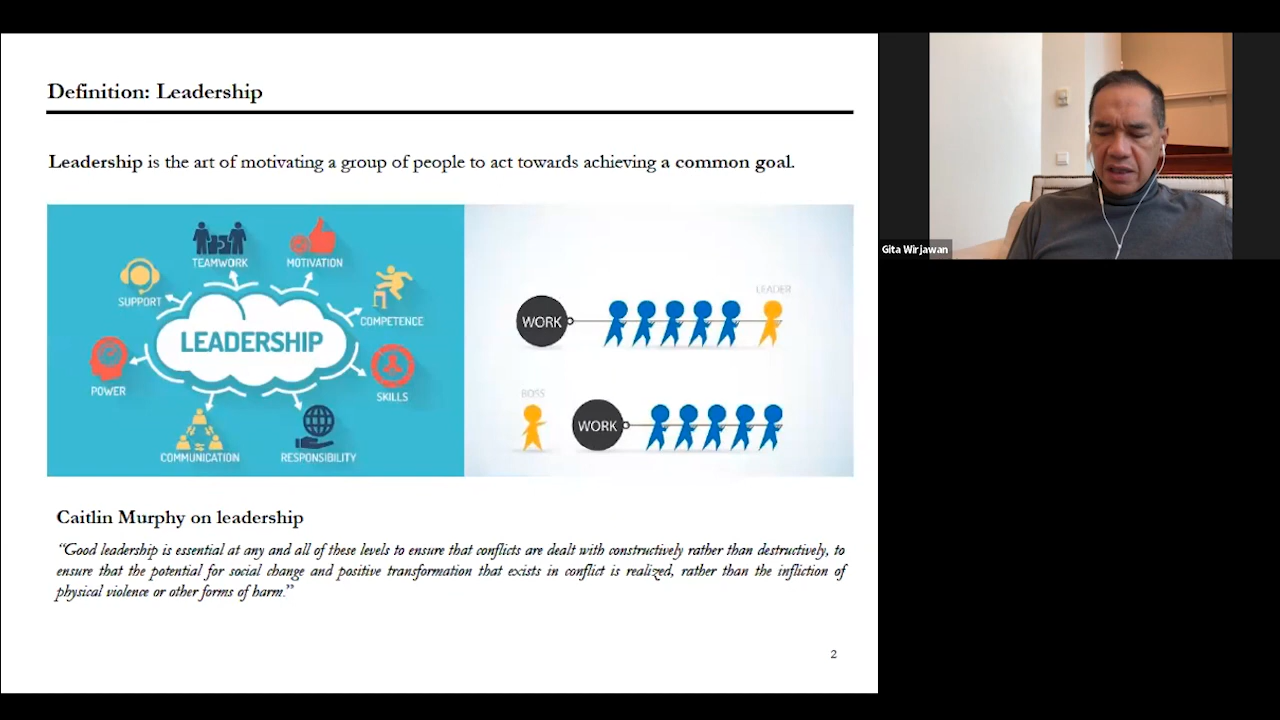 Definition: Leadership
Leadership is the art of motivating a group of people to act towards achieving a common goal.
TEAMWORK
MOTIVATION
SUPPORT
COMPETENCE
LEADERSHIP
POWER
SKILLS
COMMUNICATION
RESPONSIBILITY
LEADER
WORK
BOSS
WORK
Caitlin Murphy on leadership
“Good leadership is essential at any and all of these levels to ensure that conflicts are dealt with constructively rather than destructively, to
ensure that the potential for social change and positive transformation that exists in conflict is realized, rather than the infliction of
physical violence or other forms of harm.”
2
Gita Wirjawan